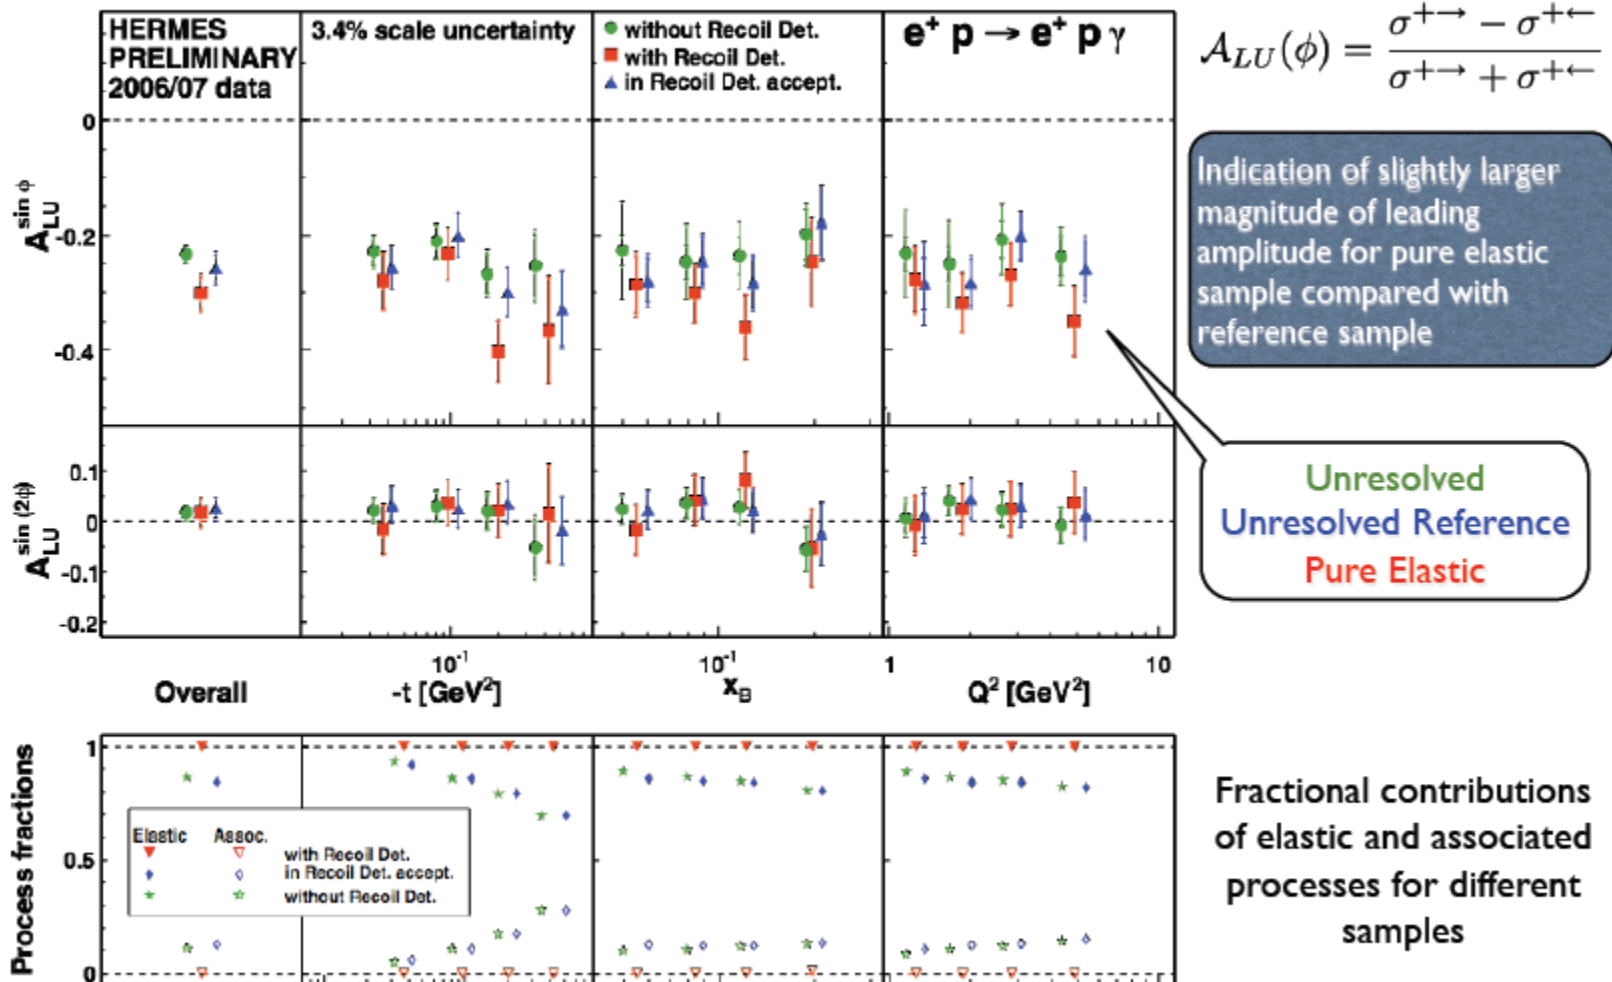 HERMES
PRELIMINARY
2006/07 data
3.4% scale uncertainty
without Recoil Det.
with Recoil Det.
in Recoil Det. accept.
e⁺ p → e⁺ p γ
A_LU^{sin ϕ}
0
-0.2
-0.4
A_LU^{sin (2ϕ)}
0.1
0
-0.1
-0.2
10⁻¹
10⁻¹
1
10
Overall
-t [GeV²]
x_B
Q² [GeV²]
Process fractions
1
0.5
0
Elastic Assoc.
with Recoil Det.
in Recoil Det. accept.
without Recoil Det.
𝒜_LU(ϕ) = (σ⁺→ − σ⁺←) / (σ⁺→ + σ⁺←)
Indication of slightly larger
magnitude of leading
amplitude for pure elastic
sample compared with
reference sample
Unresolved
Unresolved Reference
Pure Elastic
Fractional contributions
of elastic and associated
processes for different
samples